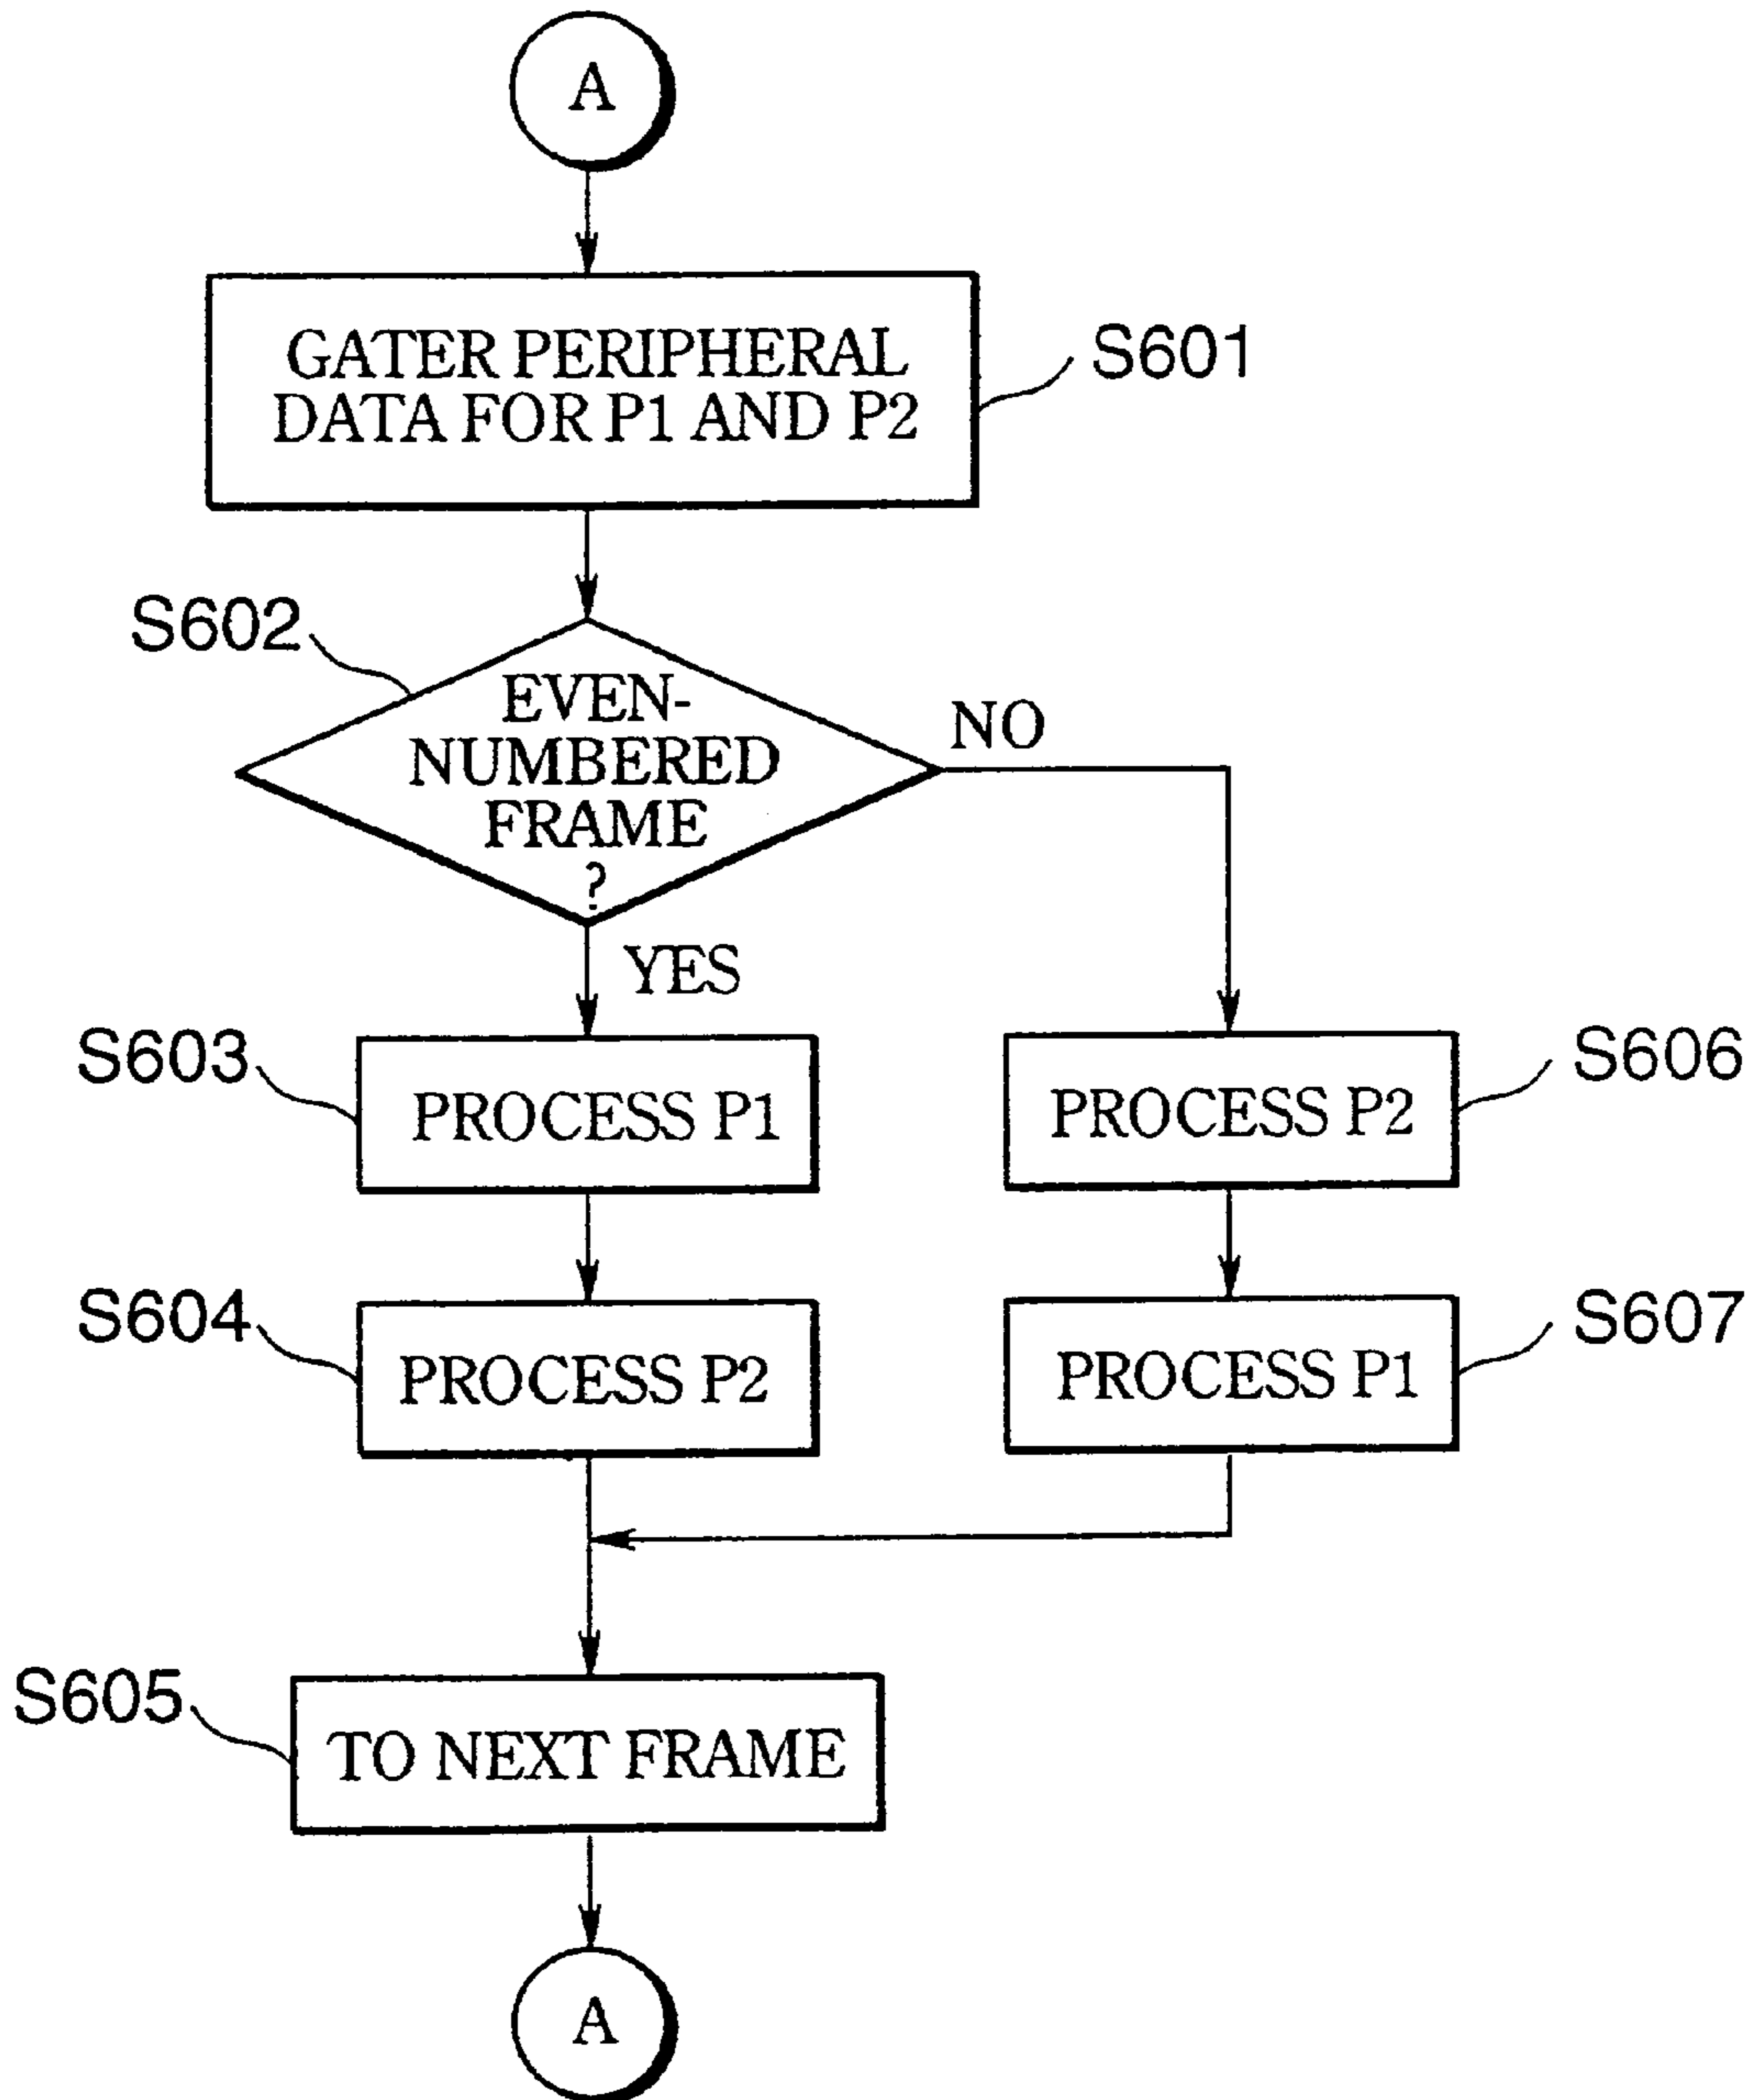 A
GATER PERIPHERAL
DATA FOR P1 AND P2
S601
S602
EVEN-
NUMBERED
FRAME
?
NO
YES
S603
PROCESS P1
S606
PROCESS P2
S604
PROCESS P2
S607
PROCESS P1
S605
TO NEXT FRAME
A